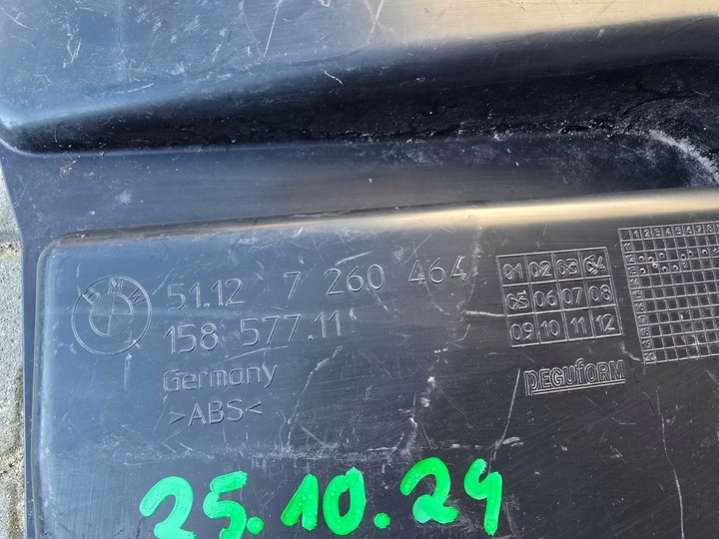 BMW
51.12 7 260 464
158 577.11
Germany
>ABS<
01 02 03 04
05 06 07 08
09 10 11 12
DEGUFORM
25.10.24